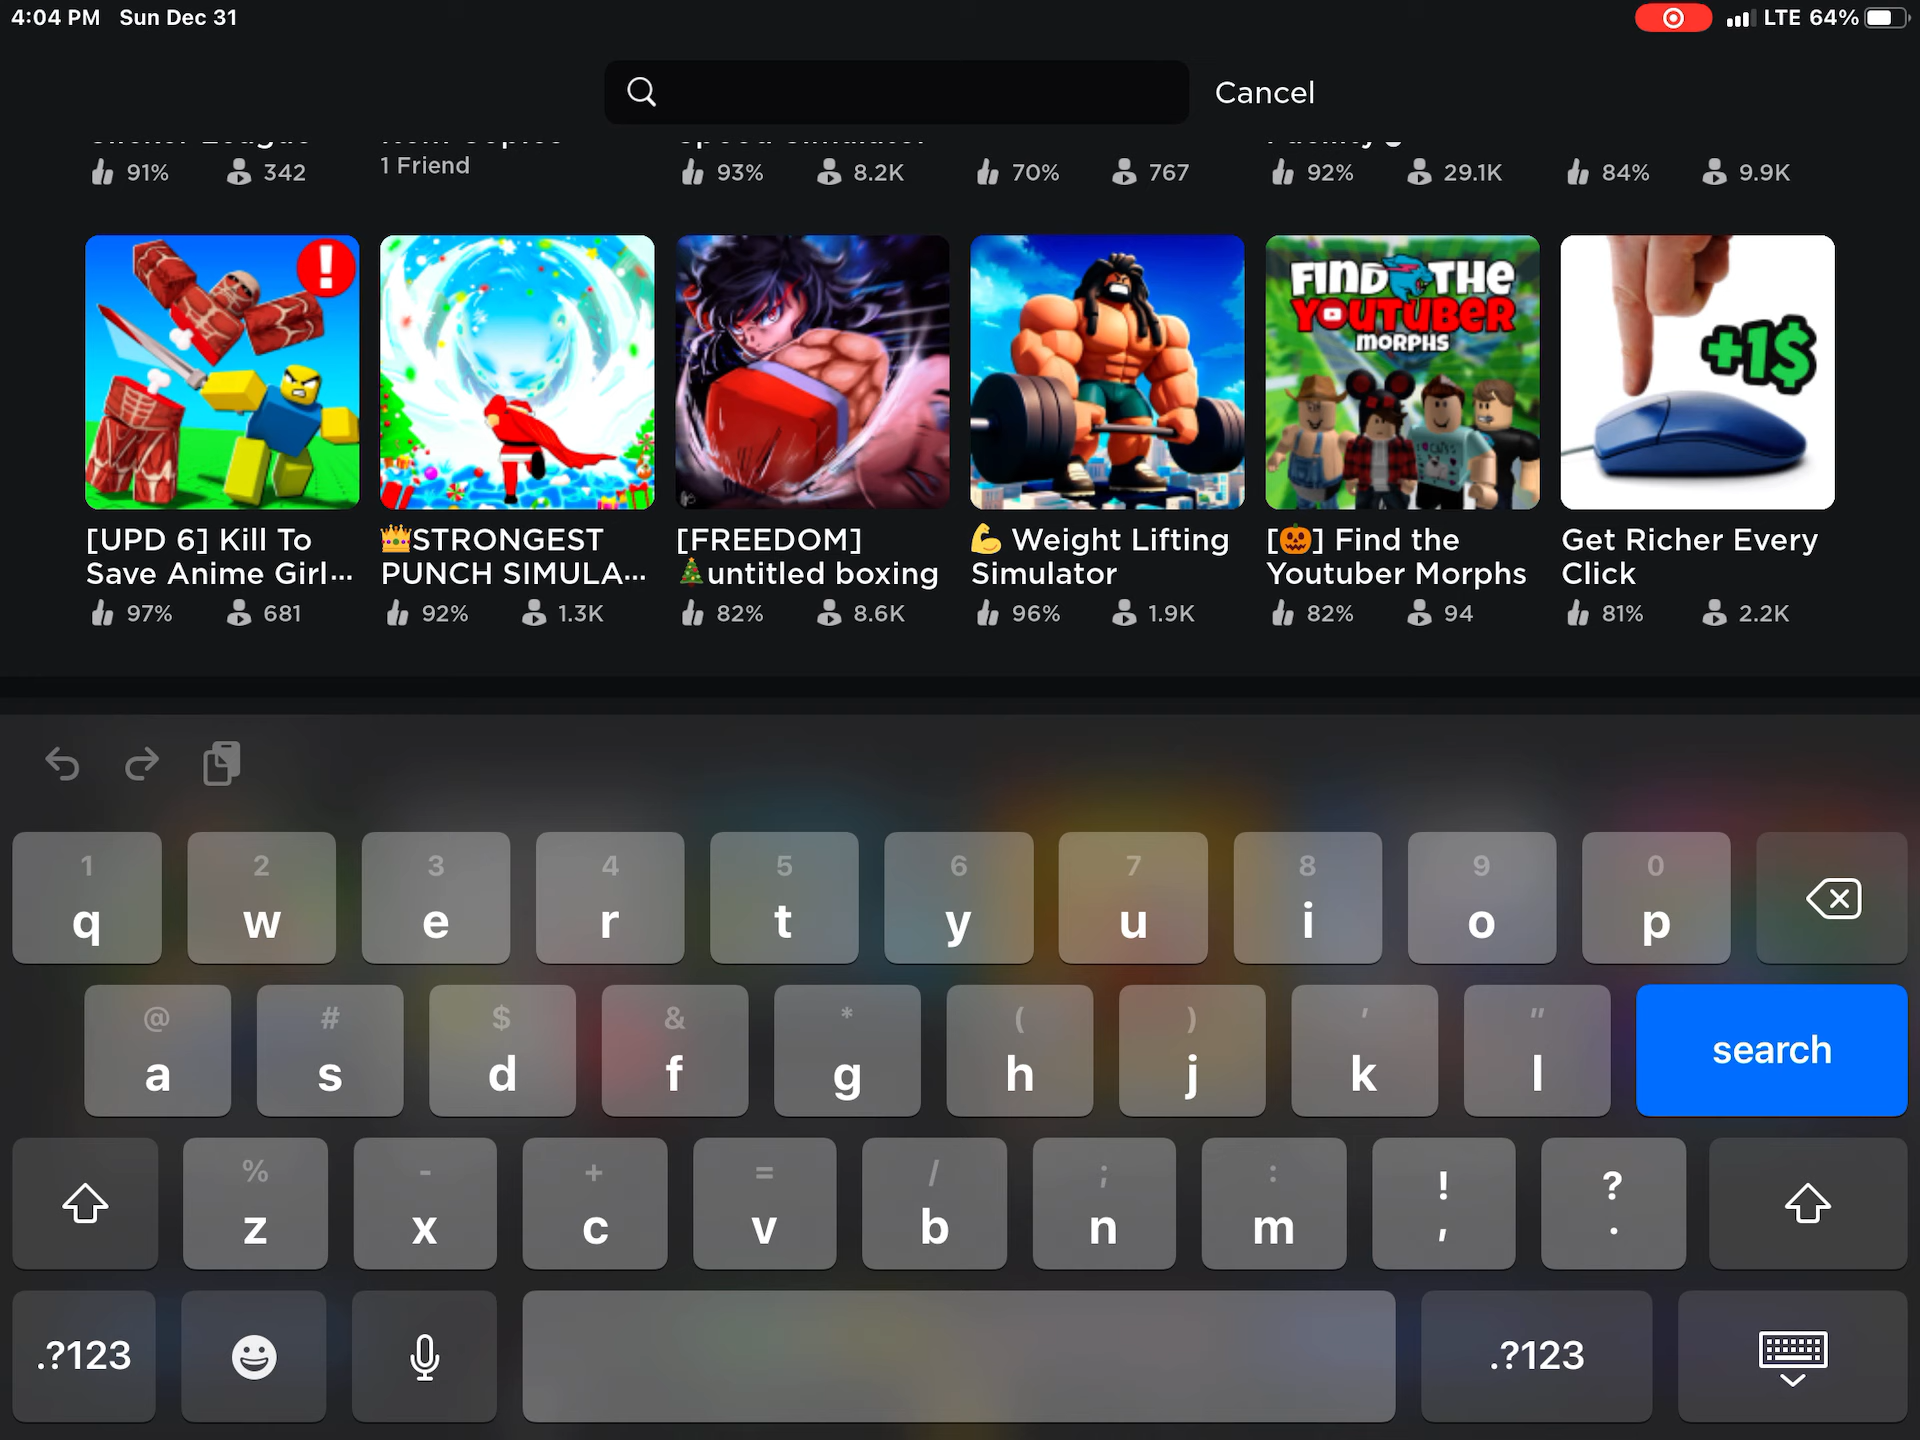 4:04 PM Sun Dec 31 LTE 64%
Cancel
1 Friend
91% 342 93% 8.2K 70% 767 92% 29.1K 84% 9.9K
!
FIND THE
YOUTUBER
MORPHS
+1$
[UPD 6] Kill To
Save Anime Girl...
97% 681
👑STRONGEST
PUNCH SIMULA...
92% 1.3K
[FREEDOM]
🎄untitled boxing
82% 8.6K
💪 Weight Lifting
Simulator
96% 1.9K
[🎃] Find the
Youtuber Morphs
82% 94
Get Richer Every
Click
81% 2.2K
1 2 3 4 5 6 7 8 9 0
q w e r t y u i o p
@ # $ & * ( ) ' "
a s d f g h j k l search
% - + = / ; : ! ?
z x c v b n m , .
.?123 .?123